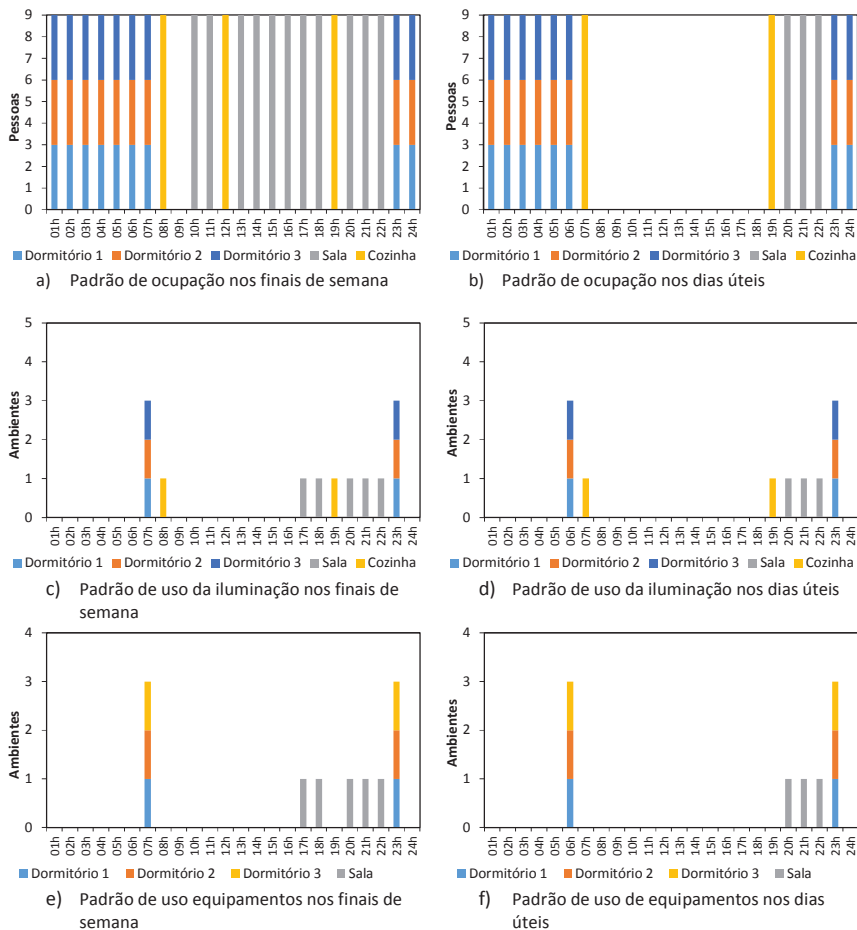 9
8
7
6
5
4
3
2
1
0
Pessoas
01h 02h 03h 04h 05h 06h 07h 08h 09h 10h 11h 12h 13h 14h 15h 16h 17h 18h 19h 20h 21h 22h 23h 24h
Dormitório 1 Dormitório 2 Dormitório 3 Sala Cozinha
a) Padrão de ocupação nos finais de semana
9
8
7
6
5
4
3
2
1
0
Pessoas
01h 02h 03h 04h 05h 06h 07h 08h 09h 10h 11h 12h 13h 14h 15h 16h 17h 18h 19h 20h 21h 22h 23h 24h
Dormitório 1 Dormitório 2 Dormitório 3 Sala Cozinha
b) Padrão de ocupação nos dias úteis
5
4
3
2
1
0
Ambientes
01h 02h 03h 04h 05h 06h 07h 08h 09h 10h 11h 12h 13h 14h 15h 16h 17h 18h 19h 20h 21h 22h 23h 24h
Dormitório 1 Dormitório 2 Dormitório 3 Sala Cozinha
c) Padrão de uso da iluminação nos finais de
semana
5
4
3
2
1
0
Ambientes
01h 02h 03h 04h 05h 06h 07h 08h 09h 10h 11h 12h 13h 14h 15h 16h 17h 18h 19h 20h 21h 22h 23h 24h
Dormitório 1 Dormitório 2 Dormitório 3 Sala Cozinha
d) Padrão de uso da iluminação nos dias úteis
4
3
2
1
0
Ambientes
01h 02h 03h 04h 05h 06h 07h 08h 09h 10h 11h 12h 13h 14h 15h 16h 17h 18h 19h 20h 21h 22h 23h 24h
Dormitório 1 Dormitório 2 Dormitório 3 Sala
e) Padrão de uso equipamentos nos finais de
semana
4
3
2
1
0
Ambientes
01h 02h 03h 04h 05h 06h 07h 08h 09h 10h 11h 12h 13h 14h 15h 16h 17h 18h 19h 20h 21h 22h 23h 24h
Dormitório 1 Dormitório 2 Dormitório 3 Sala
f) Padrão de uso de equipamentos nos dias
úteis